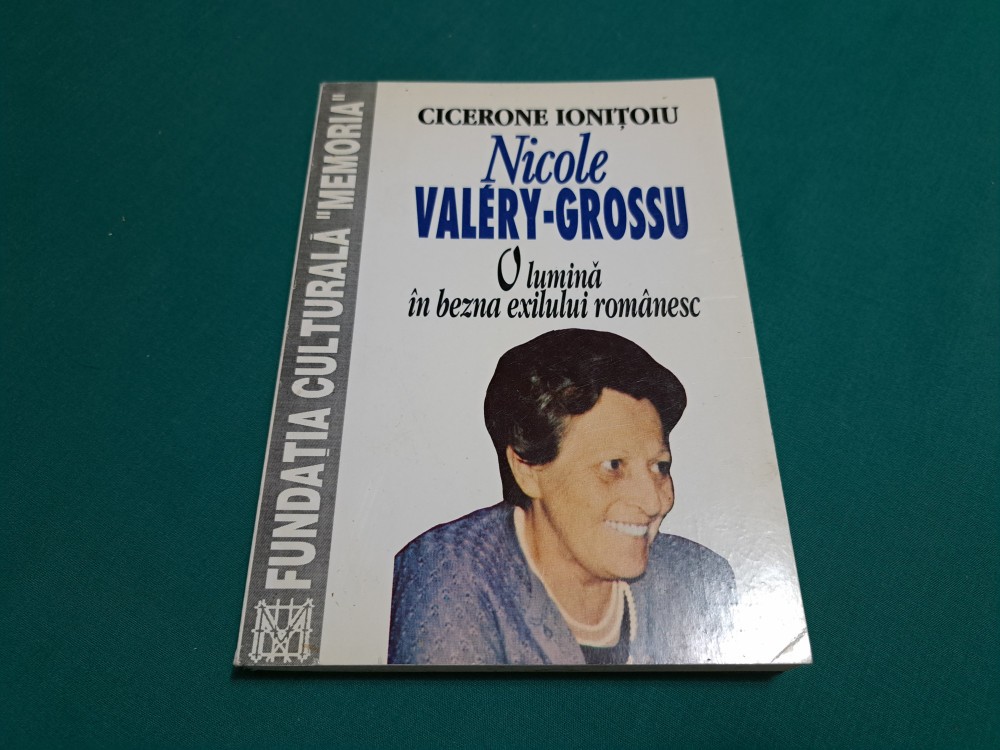 CICERONE IONIȚOIU
Nicole
VALÉRY-GROSSU
O lumină
în bezna exilului românesc
FUNDAȚIA CULTURALĂ "MEMORIA"